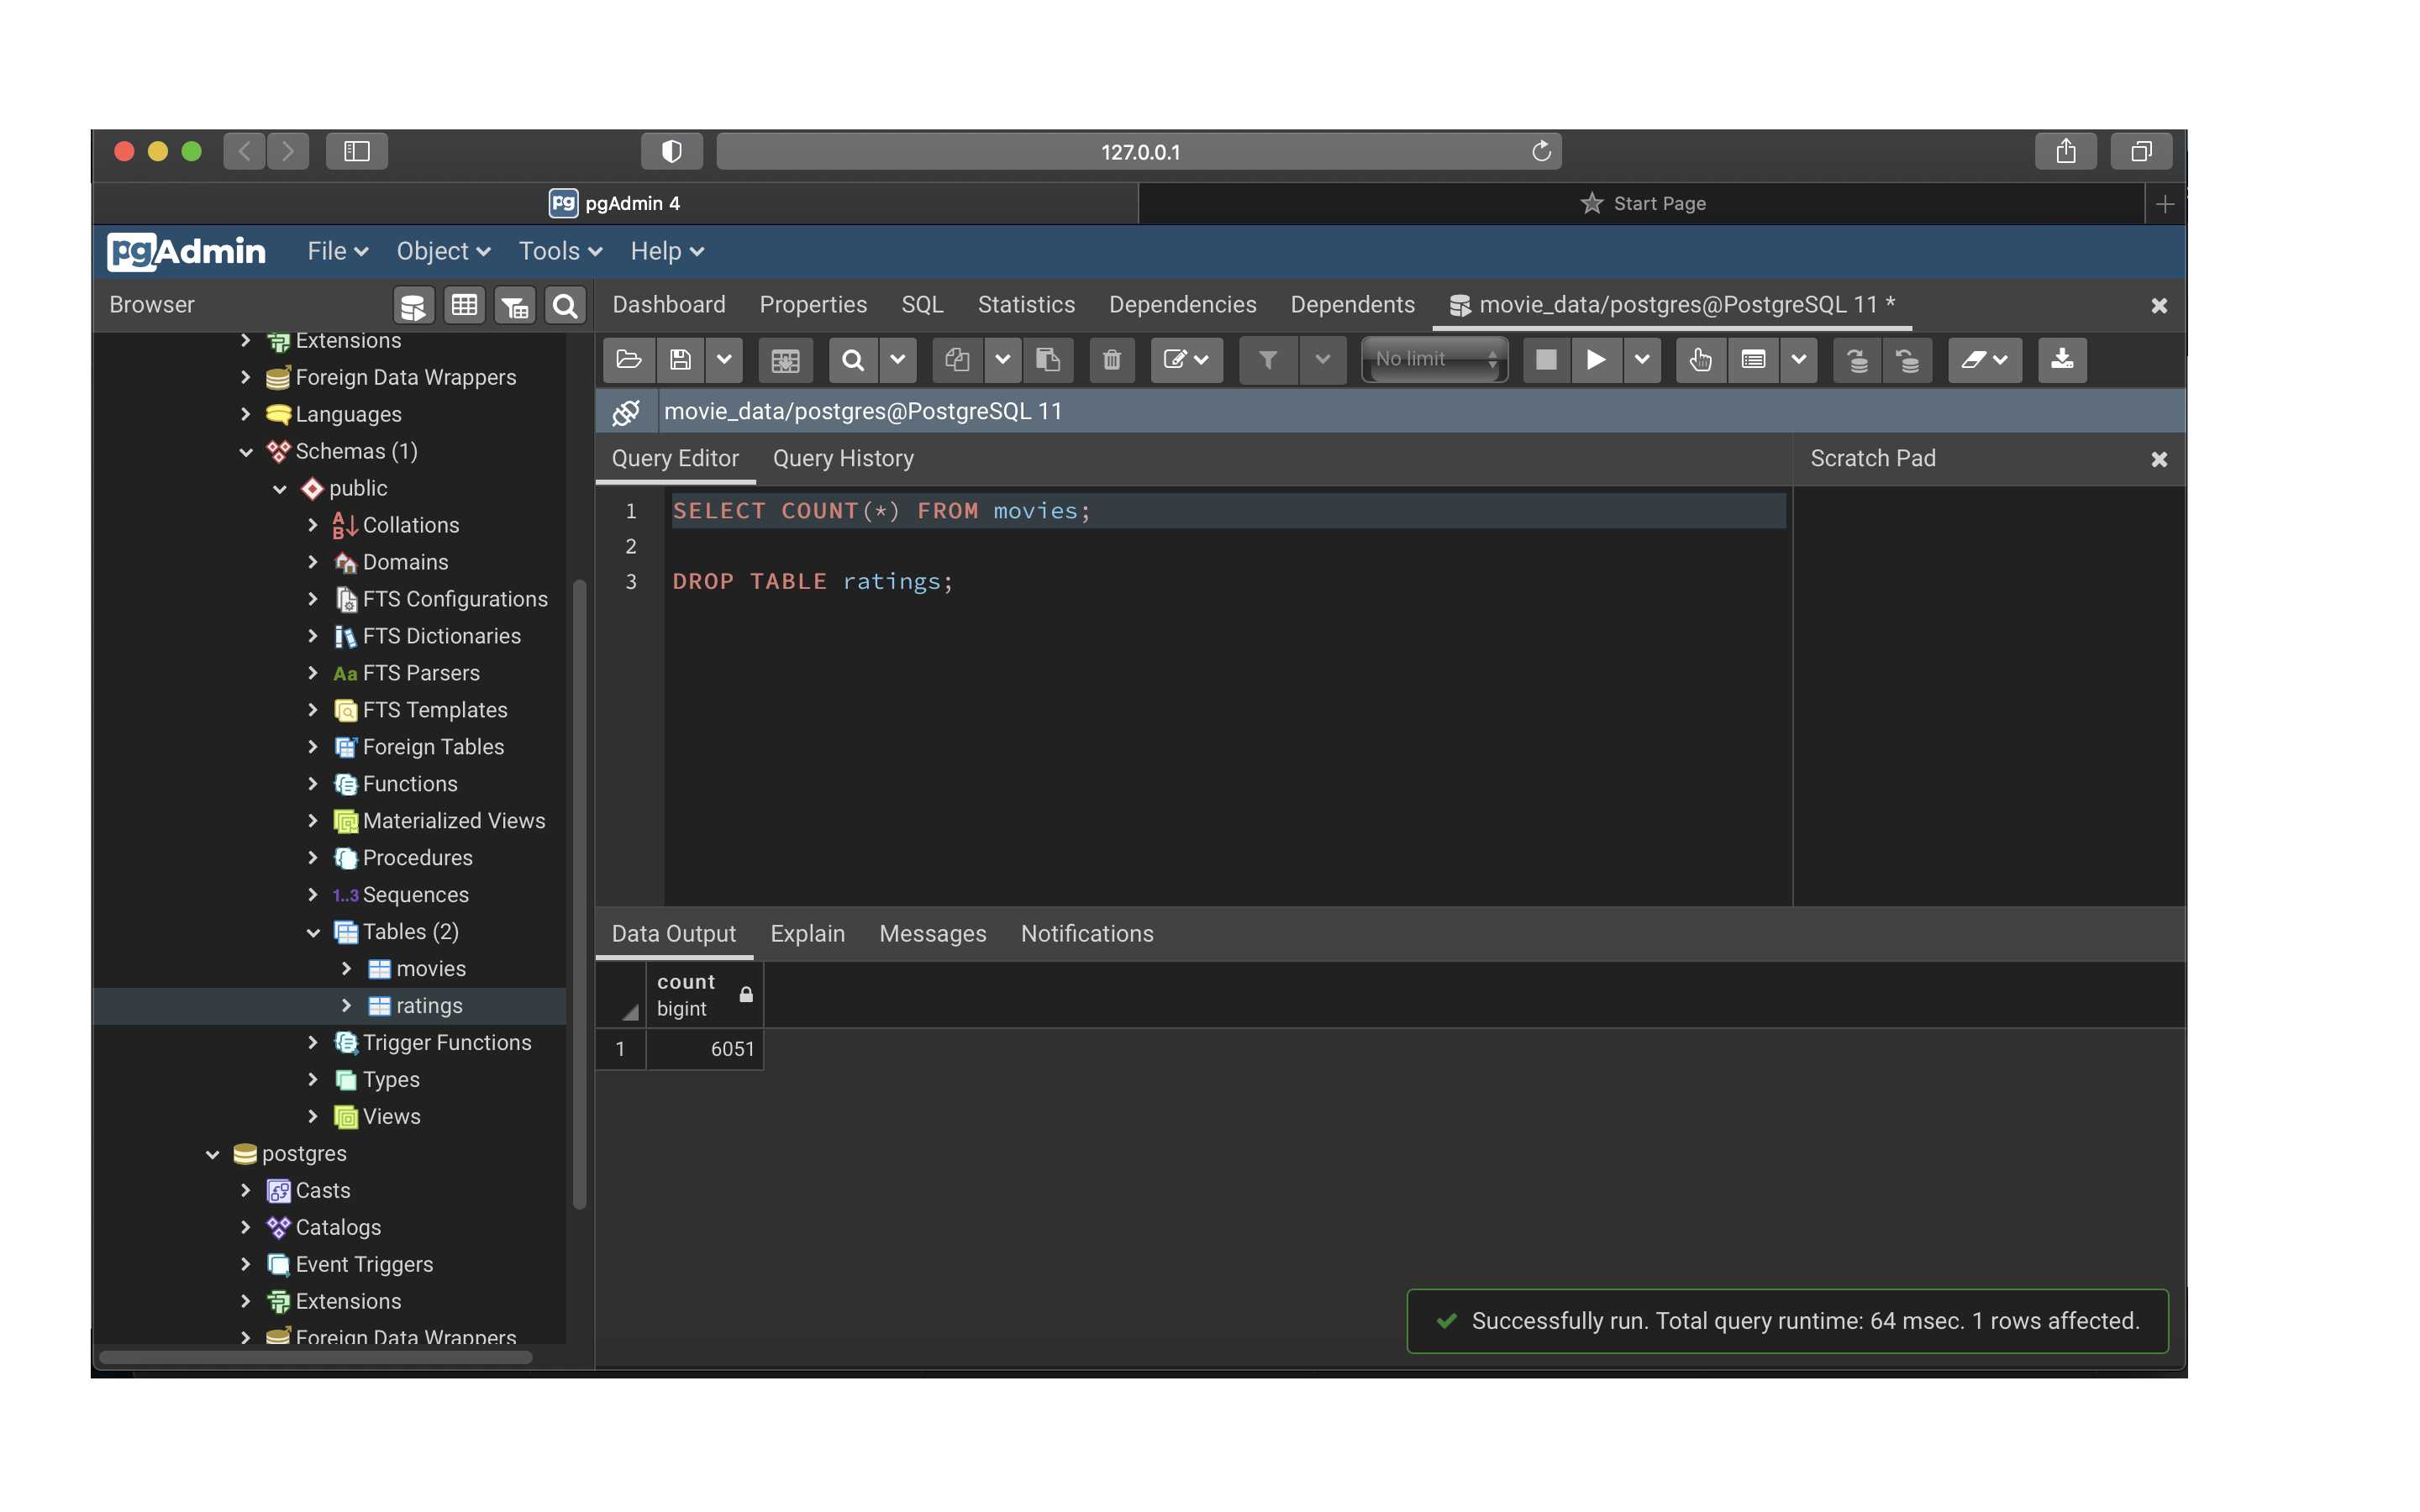 127.0.0.1
pg pgAdmin 4
Start Page
pgAdmin File Object Tools Help
Browser
Dashboard Properties SQL Statistics Dependencies Dependents movie_data/postgres@PostgreSQL 11 *
No limit
movie_data/postgres@PostgreSQL 11
Query Editor Query History
Scratch Pad
1 SELECT COUNT(*) FROM movies;
2
3 DROP TABLE ratings;
Extensions
Foreign Data Wrappers
Languages
Schemas (1)
public
Collations
Domains
FTS Configurations
FTS Dictionaries
Aa FTS Parsers
FTS Templates
Foreign Tables
Functions
Materialized Views
Procedures
1..3 Sequences
Tables (2)
movies
ratings
Trigger Functions
Types
Views
postgres
Casts
Catalogs
Event Triggers
Extensions
Foreign Data Wrappers
Data Output Explain Messages Notifications
count
bigint
1 6051
Successfully run. Total query runtime: 64 msec. 1 rows affected.